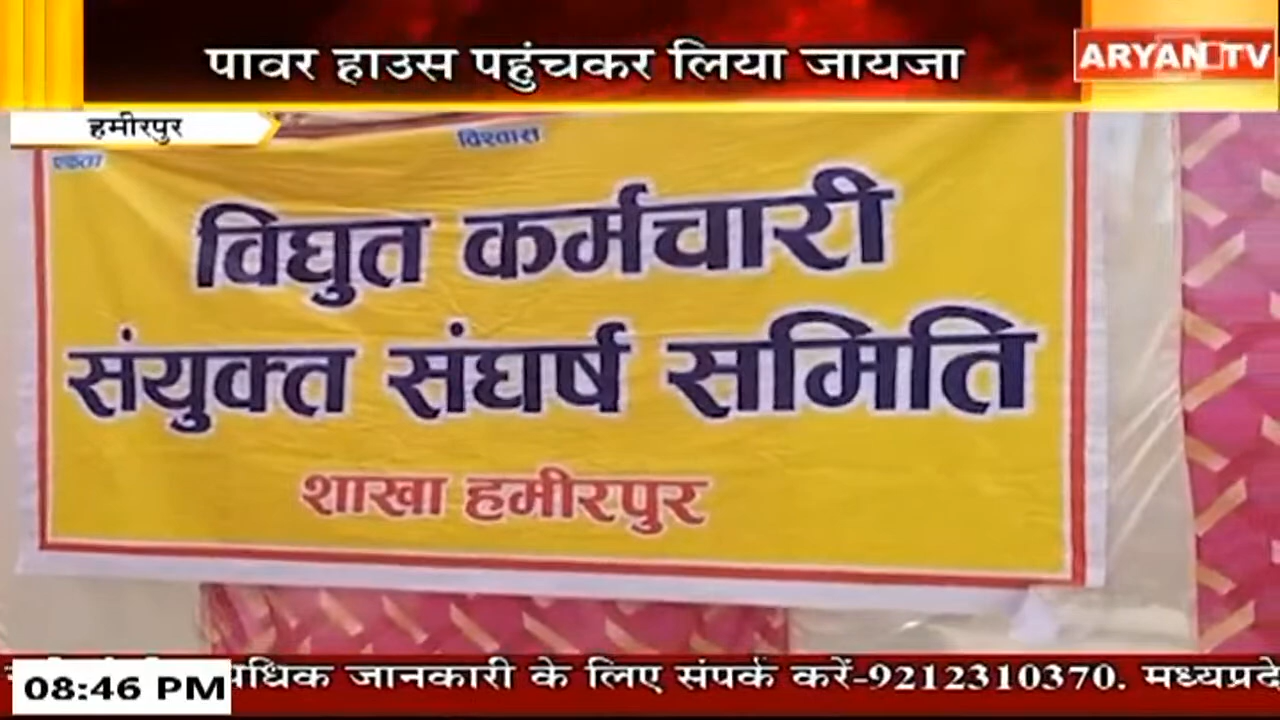 पावर हाउस पहुंचकर लिया जायजा
ARYAN TV
हमीरपुर
एकता
विश्वास
विघुत कर्मचारी
संयुक्त संघर्ष समिति
शाखा हमीरपुर
08:46 PM
जानकारी के लिए संपर्क करें-9212310370. मध्यप्रदे